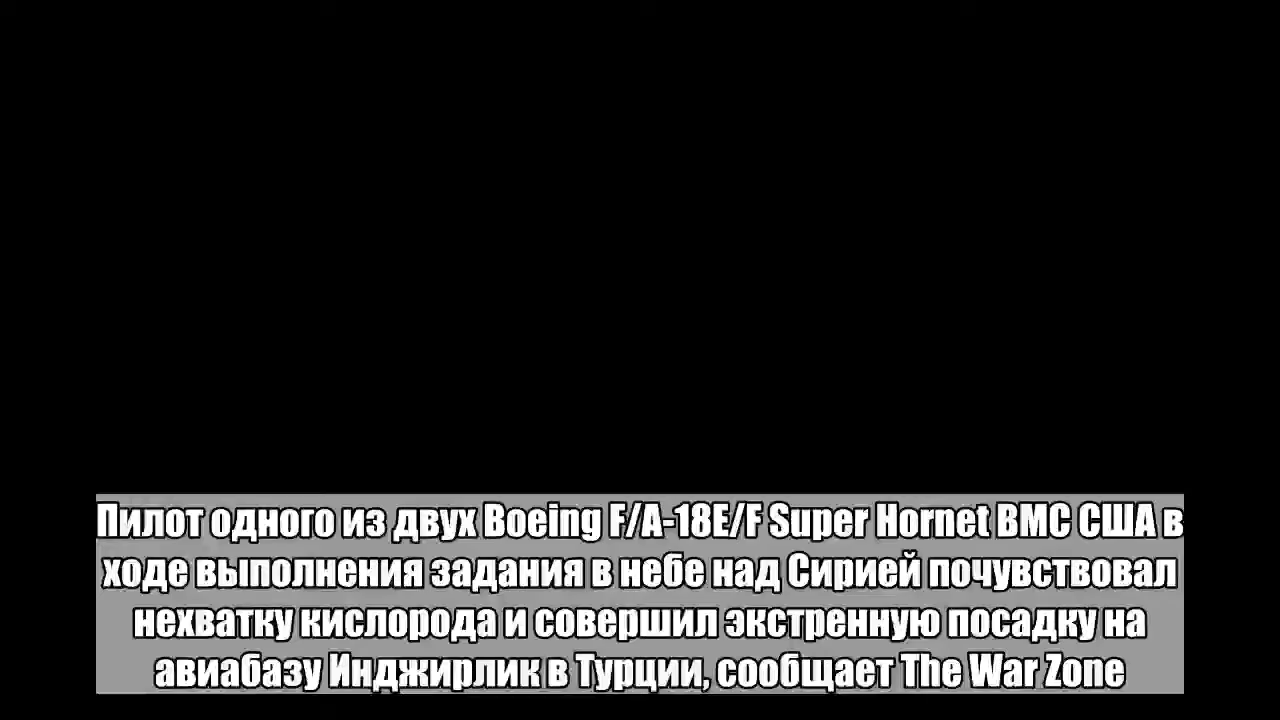 Пилот одного из двух Boeing F/A-18E/F Super Hornet ВМС США в
ходе выполнения задания в небе над Сирией почувствовал
нехватку кислорода и совершил экстренную посадку на
авиабазу Инджирлик в Турции, сообщает The War Zone